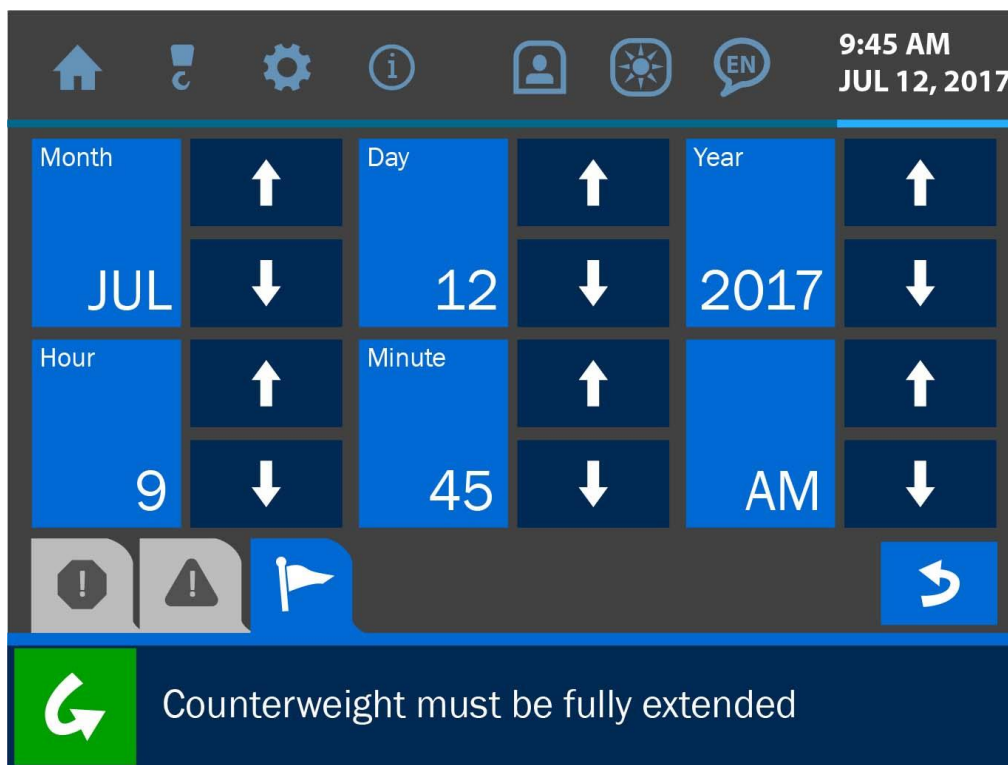 9:45 AM
EN
JUL 12, 2017
Month
Day
Year
JUL
12
2017
Hour
Minute
9
45
AM
Counterweight must be fully extended